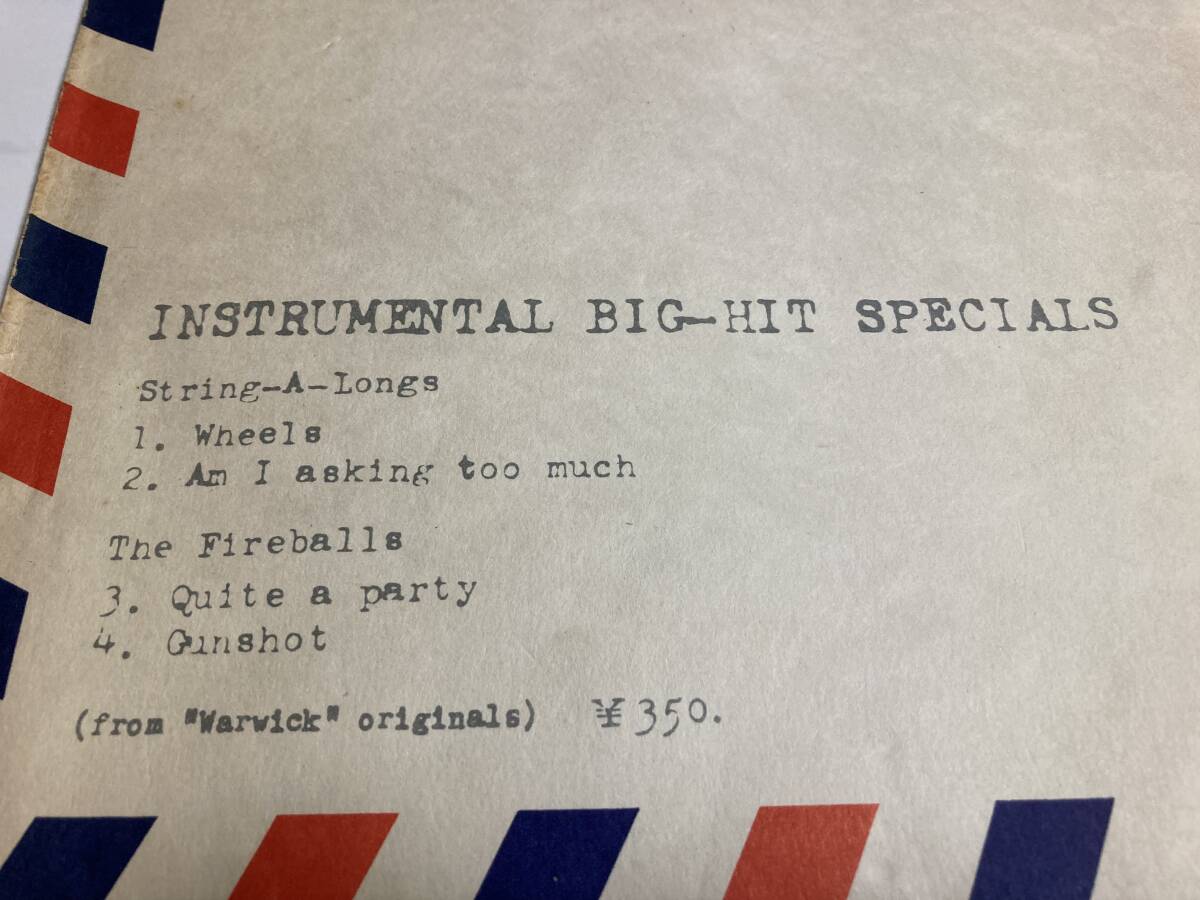 INSTRUMENTAL BIG-HIT SPECIALS
String-A-Longs
1. Wheels
2. Am I asking too much
The Fireballs
3. Quite a party
4. Gunshot
(from "Warwick" originals) ¥350.